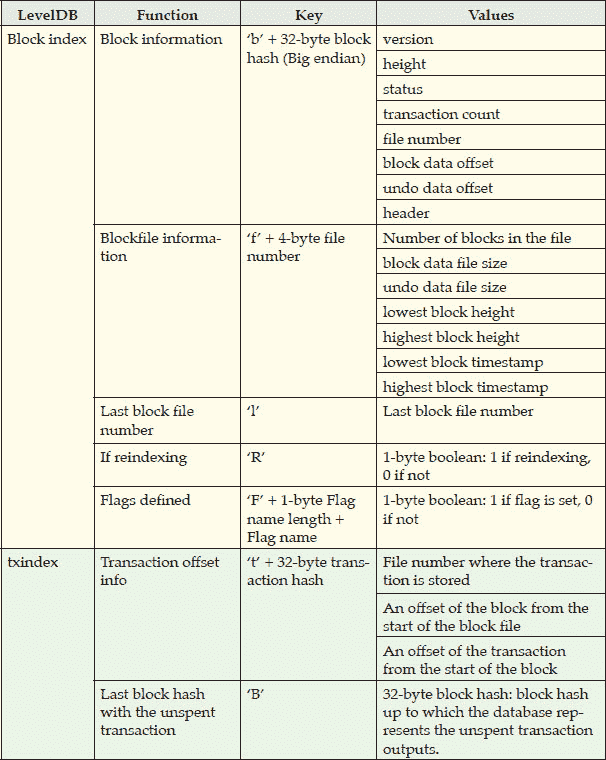 LevelDB Function Key Values
Block index Block information ‘b’ + 32-byte block version
hash (Big endian)
height
status
transaction count
file number
block data offset
undo data offset
header
Blockfile informa- ‘f’ + 4-byte file Number of blocks in the file
tion number
block data file size
undo data file size
lowest block height
highest block height
lowest block timestamp
highest block timestamp
Last block file ‘l’ Last block file number
number
If reindexing ‘R’ 1-byte boolean: 1 if reindexing,
0 if not
Flags defined ‘F’ + 1-byte Flag 1-byte boolean: 1 if flag is set, 0
name length + if not
Flag name
txindex Transaction offset ‘t’ + 32-byte trans- File number where the transac-
info action hash tion is stored
An offset of the block from the
start of the block file
An offset of the transaction
from the start of the block
Last block hash ‘B’ 32-byte block hash: block hash
with the unspent up to which the database rep-
transaction resents the unspent transaction
outputs.